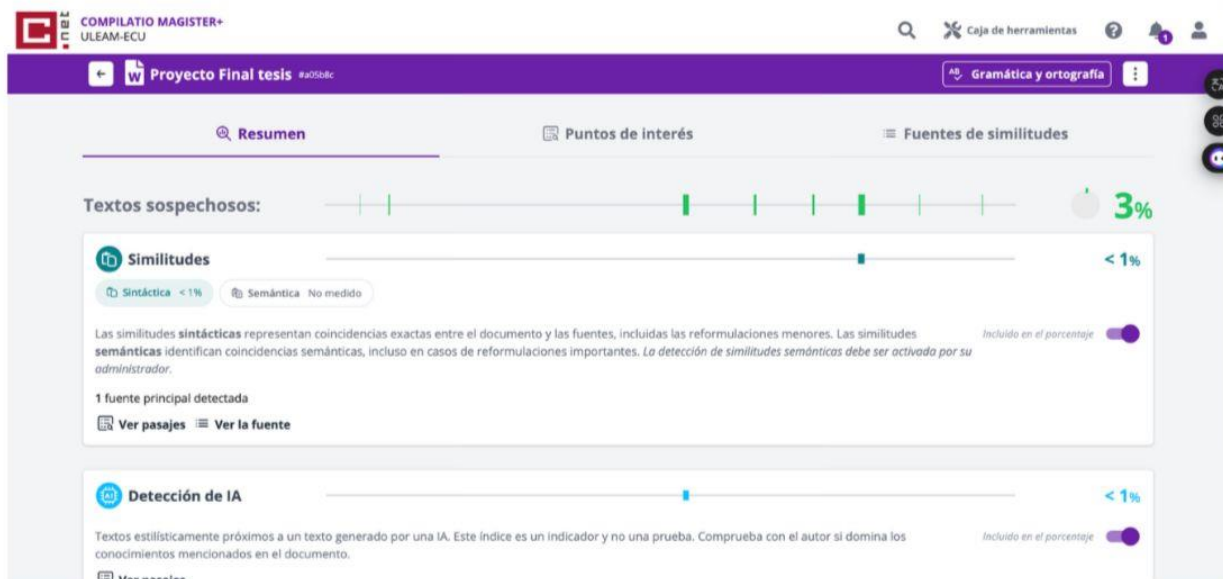 COMPILATIO MAGISTER+
ULEAM-ECU
Caja de herramientas
1
Proyecto Final tesis #a05b8c
Gramática y ortografía
Resumen
Puntos de interés
Fuentes de similitudes
Textos sospechosos:
3%
Similitudes
< 1%
Sintáctica < 1%
Semántica No medido
Las similitudes sintácticas representan coincidencias exactas entre el documento y las fuentes, incluidas las reformulaciones menores. Las similitudes
Incluido en el porcentaje
semánticas identifican coincidencias semánticas, incluso en casos de reformulaciones importantes. La detección de similitudes semánticas debe ser activada por su
administrador.
1 fuente principal detectada
Ver pasajes
Ver la fuente
AI
Detección de IA
< 1%
Textos estilísticamente próximos a un texto generado por una IA. Este índice es un indicador y no una prueba. Comprueba con el autor si domina los
Incluido en el porcentaje
conocimientos mencionados en el documento.
Ver pasajes